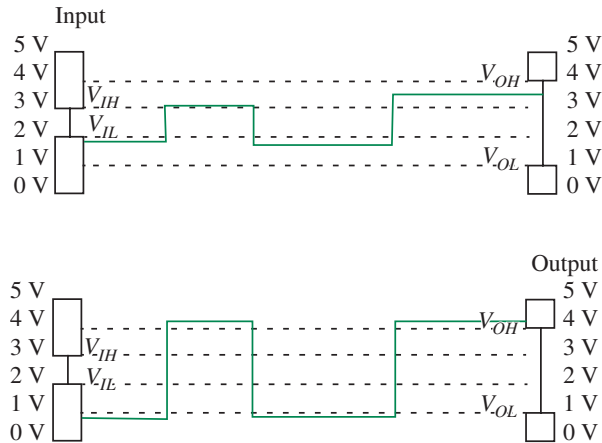 Input
5 V 5 V
4 V V_OH 4 V
3 V V_IH 3 V
2 V V_IL 2 V
1 V V_OL 1 V
0 V 0 V
Output
5 V 5 V
4 V V_OH 4 V
3 V V_IH 3 V
2 V V_IL 2 V
1 V V_OL 1 V
0 V 0 V